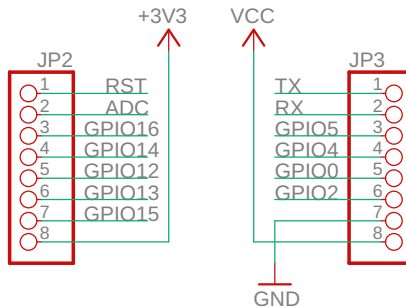 +3V3 VCC
JP2 JP3
1 RST TX 1
2 ADC RX 2
3 GPIO16 GPIO5 3
4 GPIO14 GPIO4 4
5 GPIO12 GPIO0 5
6 GPIO13 GPIO2 6
7 GPIO15 7
8 8
GND